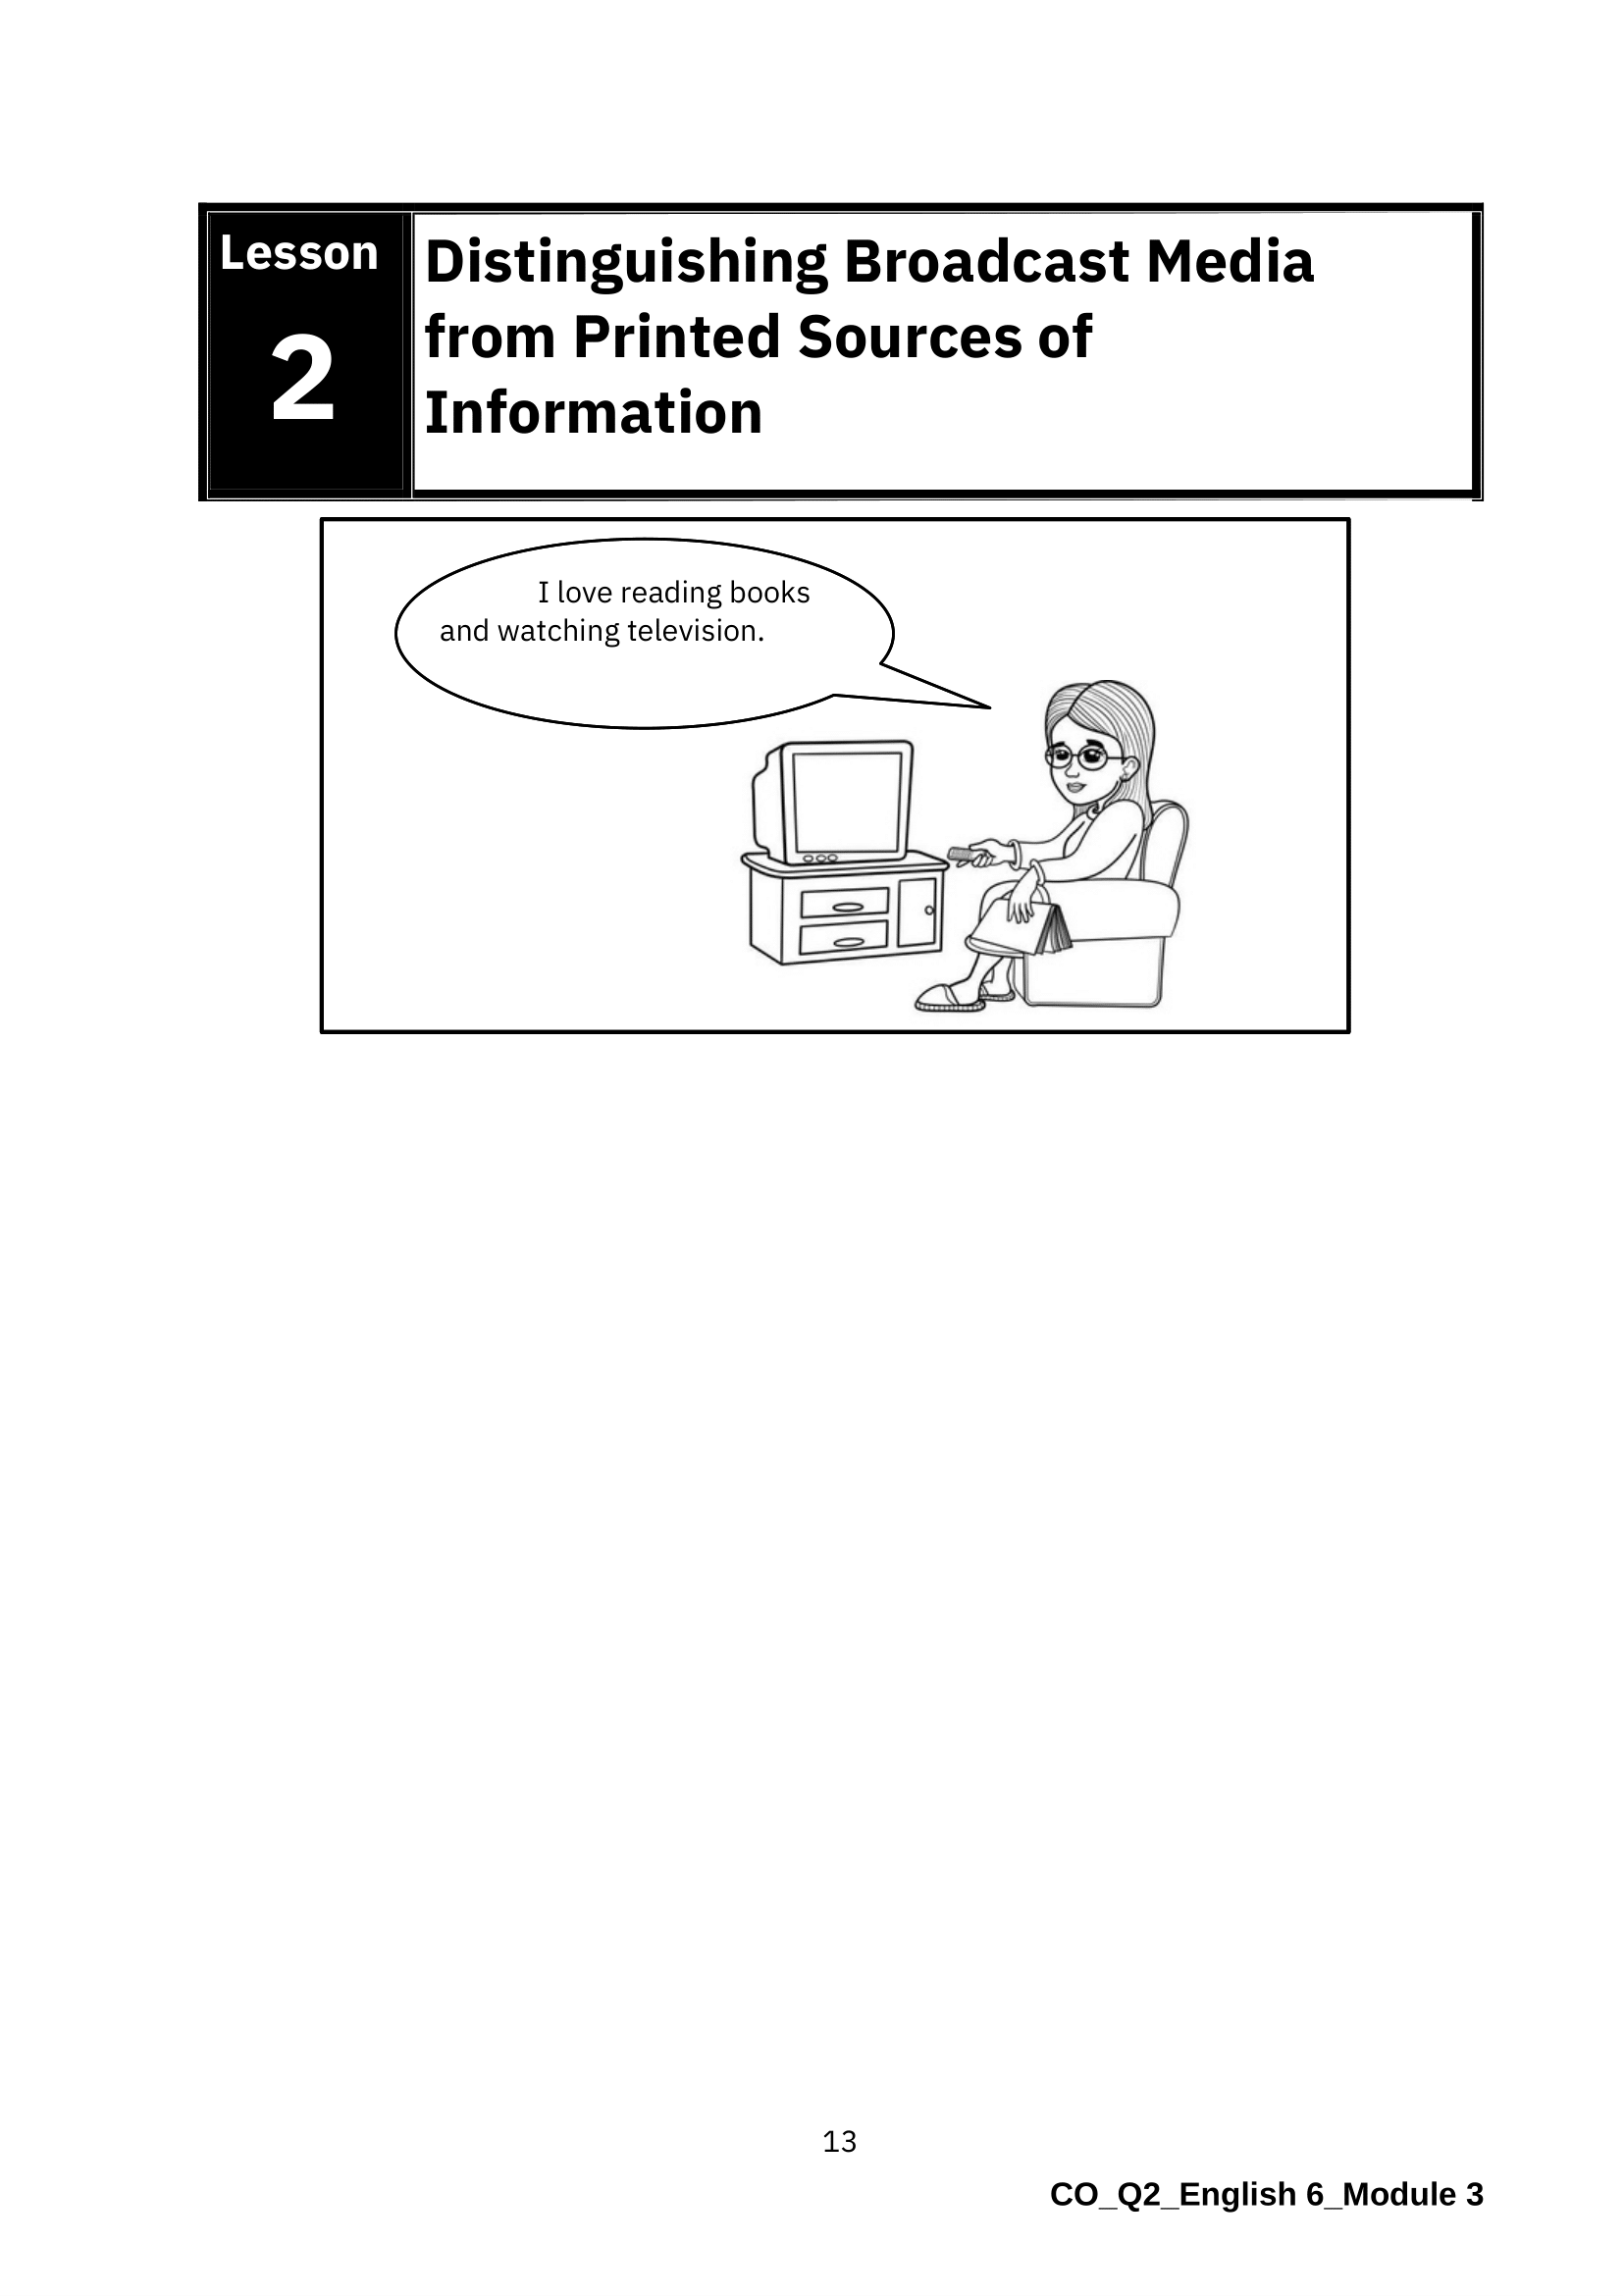 Lesson
2
Distinguishing Broadcast Media
from Printed Sources of
Information
I love reading books
and watching television.
13
CO_Q2_English 6_Module 3